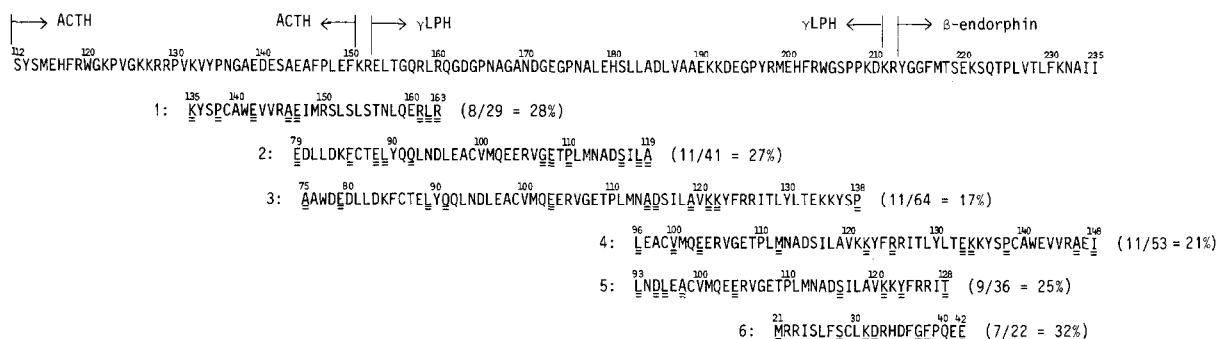 ACTH ACTH γLPH γLPH β-endorphin
112 120 130 140 150 160 170 180 190 200 210 220 230 235
SYSMEHFRWGKPVGKKRRPVKVYPNGAEDESAEAFPLEFKRELTGQRLRQGDGPNAGANDGEGPNALEHSLLADLVAAEKKDEGPYRMEHFRWGSPPKDKRYGGFMTSEKSQTPLVTLFKNAII
135 140 150 160 163
1: KYSPCAWEVVRAEIMRSLSLSTNLQERLR (8/29 = 28%)
79 90 100 110 119
2: EDLLDKFCTELYQQLNDLEACVMQEERVGETPLMNADSILA (11/41 = 27%)
75 80 90 100 110 120 130 138
3: AAWDEDLLDKFCTELYQQLNDLEACVMQEERVGETPLMNADSILAVKKYFRRITLYLTEKKYSP (11/64 = 17%)
96 100 110 120 130 140 148
4: LEACVMQEERVGETPLMNADSILAVKKYFRRITLYLTEKKYSPCAWEVVRAEI (11/53 = 21%)
93 100 110 120 128
5: LNDLEACVMQEERVGETPLMNADSILAVKKYFRRIT (9/36 = 25%)
21 30 40 42
6: MRRISLFSCLKDRHDFGFPQEE (7/22 = 32%)